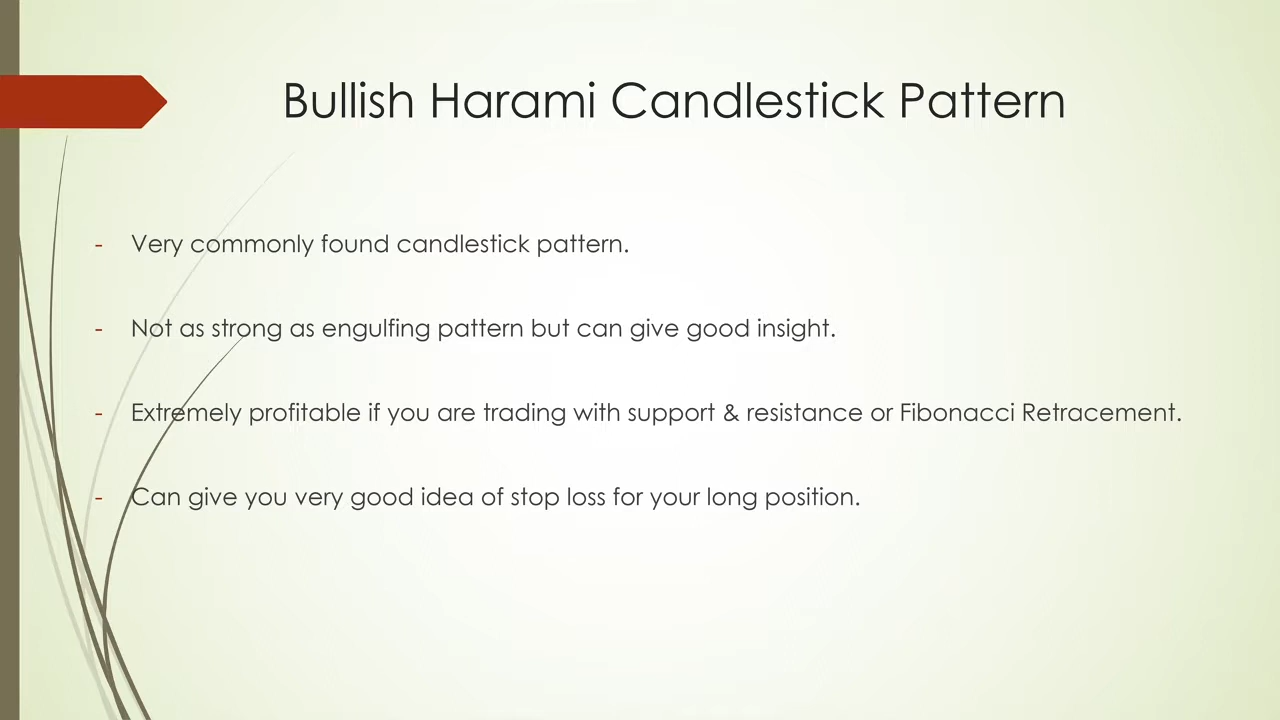 Bullish Harami Candlestick Pattern
- Very commonly found candlestick pattern.
- Not as strong as engulfing pattern but can give good insight.
- Extremely profitable if you are trading with support & resistance or Fibonacci Retracement.
- Can give you very good idea of stop loss for your long position.